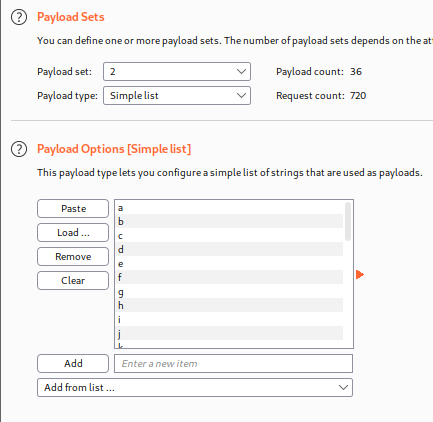 ? Payload Sets
You can define one or more payload sets. The number of payload sets depends on the
Payload set: 2 Payload count: 36
Payload type: Simple list Request count: 720
? Payload Options [Simple list]
This payload type lets you configure a simple list of strings that are used as payloads.
Paste
Load ...
Remove
Clear
a
b
c
d
e
f
g
h
i
j
Add Enter a new item
Add from list ...